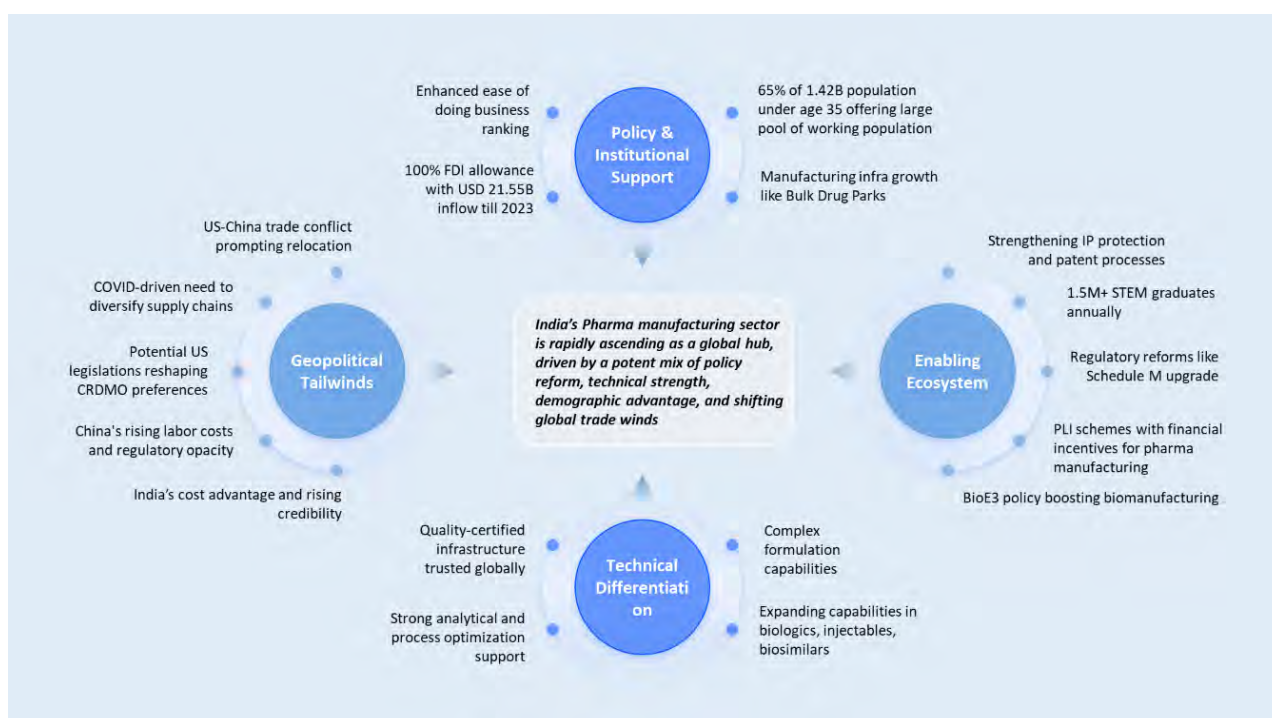 Enhanced ease of
doing business
ranking
100% FDI allowance
with USD 21.55B
inflow till 2023
Policy &
Institutional
Support
65% of 1.42B population
under age 35 offering large
pool of working population
Manufacturing infra growth
like Bulk Drug Parks
US-China trade conflict
prompting relocation
COVID-driven need to
diversify supply chains
Potential US
legislations reshaping
CRDMO preferences
China's rising labor costs
and regulatory opacity
India's cost advantage and rising
credibility
Geopolitical
Tailwinds
India's Pharma manufacturing sector
is rapidly ascending as a global hub,
driven by a potent mix of policy
reform, technical strength,
demographic advantage, and shifting
global trade winds
Enabling
Ecosystem
Strengthening IP protection
and patent processes
1.5M+ STEM graduates
annually
Regulatory reforms like
Schedule M upgrade
PLI schemes with financial
incentives for pharma
manufacturing
BioE3 policy boosting biomanufacturing
Quality-certified
infrastructure
trusted globally
Strong analytical and
process optimization
support
Technical
Differentiati
on
Complex
formulation
capabilities
Expanding capabilities in
biologics, injectables,
biosimilars